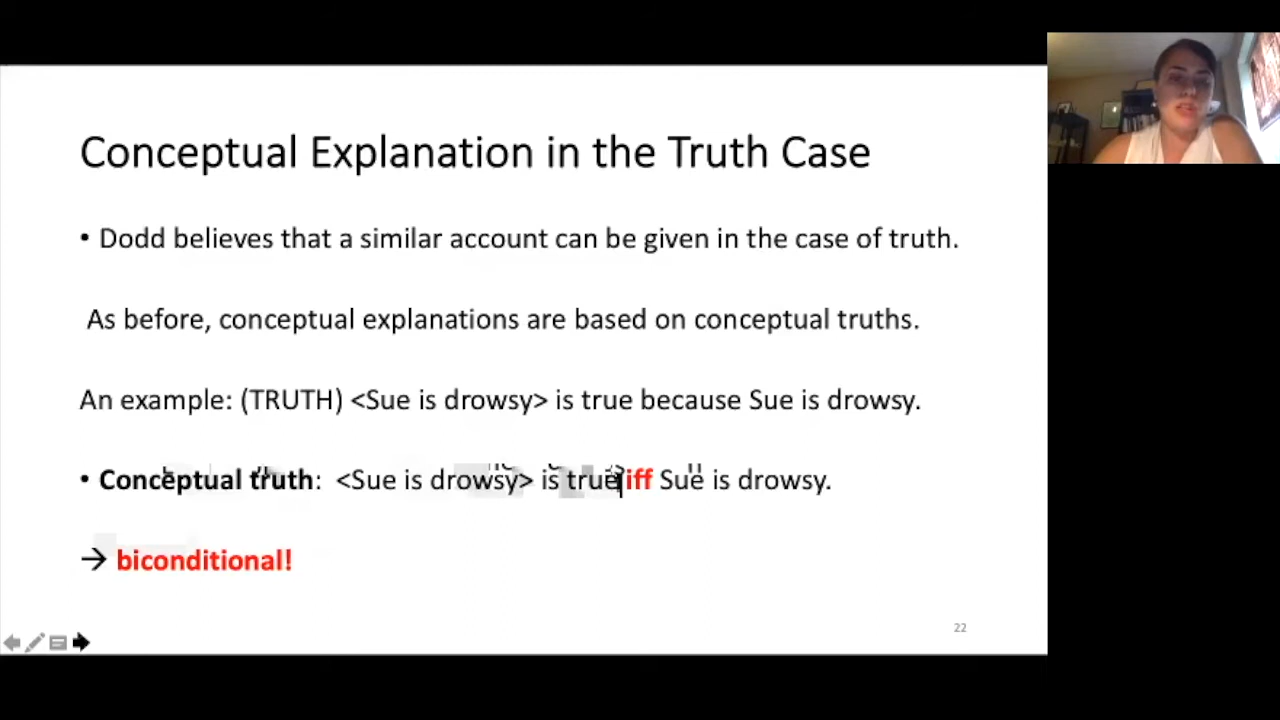 Conceptual Explanation in the Truth Case
• Dodd believes that a similar account can be given in the case of truth.
As before, conceptual explanations are based on conceptual truths.
An example: (TRUTH) <Sue is drowsy> is true because Sue is drowsy.
• Conceptual truth: <Sue is drowsy> is true iff Sue is drowsy.
→ biconditional!
22